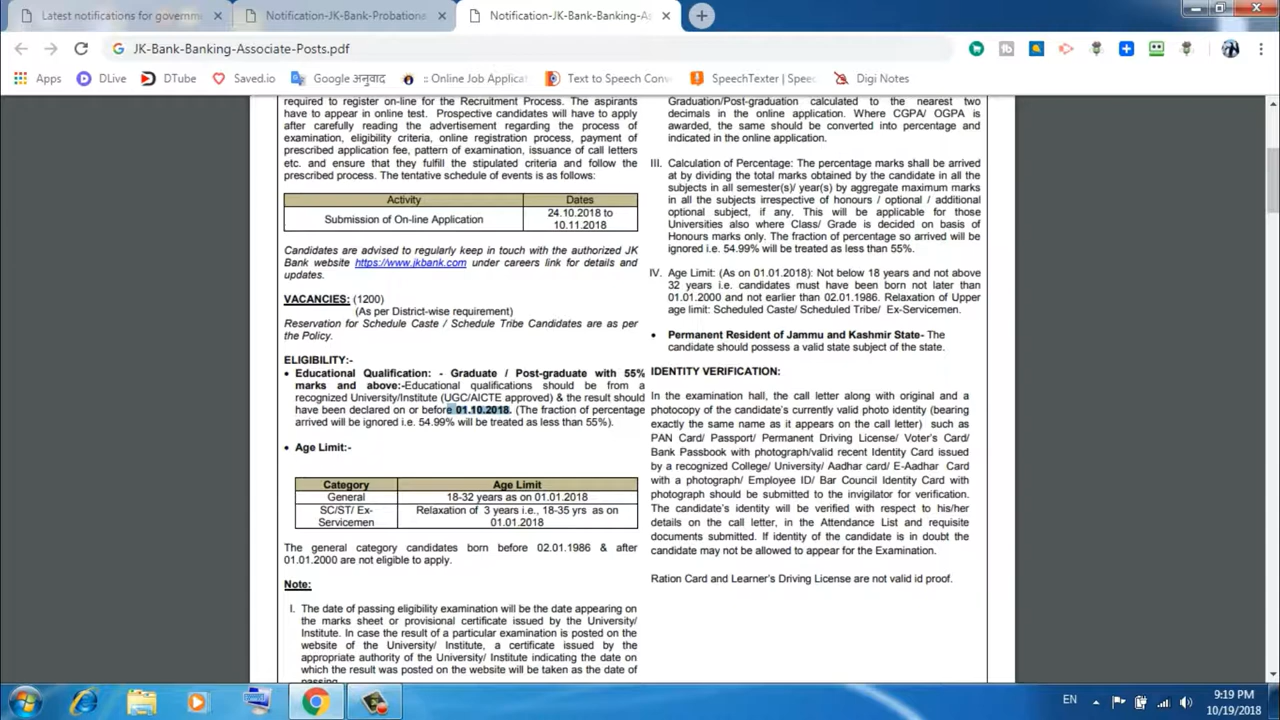 Latest notifications for governm
Notification-JK-Bank-Probationa
Notification-JK-Bank-Banking-As
JK-Bank-Banking-Associate-Posts.pdf
Apps
DLive
DTube
Saved.io
Google अनुवाद
:: Online Job Applicat
Text to Speech Conv
SpeechTexter | Spee
Digi Notes
required to register on-line for the Recruitment Process. The aspirants
have to appear in online test. Prospective candidates will have to apply
after carefully reading the advertisement regarding the process of
examination, eligibility criteria, online registration process, payment of
prescribed application fee, pattern of examination, issuance of call letters
etc. and ensure that they fulfill the stipulated criteria and follow the
prescribed process. The tentative schedule of events is as follows:
Activity Dates
Submission of On-line Application 24.10.2018 to
10.11.2018
Candidates are advised to regularly keep in touch with the authorized JK
Bank website https://www.jkbank.com under careers link for details and
updates.
VACANCIES: (1200)
(As per District-wise requirement)
Reservation for Schedule Caste / Schedule Tribe Candidates are as per
the Policy.
ELIGIBILITY:-
• Educational Qualification: - Graduate / Post-graduate with 55%
marks and above:-Educational qualifications should be from a
recognized University/Institute (UGC/AICTE approved) & the result should
have been declared on or before 01.10.2018. (The fraction of percentage
arrived will be ignored i.e. 54.99% will be treated as less than 55%).
• Age Limit:-
Category Age Limit
General 18-32 years as on 01.01.2018
SC/ST/ Ex-
Servicemen Relaxation of 3 years i.e., 18-35 yrs as on
01.01.2018
The general category candidates born before 02.01.1986 & after
01.01.2000 are not eligible to apply.
Note:
I. The date of passing eligibility examination will be the date appearing on
the marks sheet or provisional certificate issued by the University/
Institute. In case the result of a particular examination is posted on the
website of the University/ Institute, a certificate issued by the
appropriate authority of the University/ Institute indicating the date on
which the result was posted on the website will be taken as the date of
passing.
Graduation/Post-graduation calculated to the nearest two
decimals in the online application. Where CGPA/ OGPA is
awarded, the same should be converted into percentage and
indicated in the online application.
III. Calculation of Percentage: The percentage marks shall be arrived
at by dividing the total marks obtained by the candidate in all the
subjects in all semester(s)/ year(s) by aggregate maximum marks
in all the subjects irrespective of honours / optional / additional
optional subject, if any. This will be applicable for those
Universities also where Class/ Grade is decided on basis of
Honours marks only. The fraction of percentage so arrived will be
ignored i.e. 54.99% will be treated as less than 55%.
IV. Age Limit: (As on 01.01.2018): Not below 18 years and not above
32 years i.e. candidates must have been born not later than
01.01.2000 and not earlier than 02.01.1986. Relaxation of Upper
age limit: Scheduled Caste/ Scheduled Tribe/ Ex-Servicemen.
• Permanent Resident of Jammu and Kashmir State- The
candidate should possess a valid state subject of the state.
IDENTITY VERIFICATION:
In the examination hall, the call letter along with original and a
photocopy of the candidate's currently valid photo identity (bearing
exactly the same name as it appears on the call letter) such as
PAN Card/ Passport/ Permanent Driving License/ Voter's Card/
Bank Passbook with photograph/valid recent Identity Card issued
by a recognized College/ University/ Aadhar card/ E-Aadhar Card
with a photograph/ Employee ID/ Bar Council Identity Card with
photograph should be submitted to the invigilator for verification.
The candidate's identity will be verified with respect to his/her
details on the call letter, in the Attendance List and requisite
documents submitted. If identity of the candidate is in doubt the
candidate may not be allowed to appear for the Examination.
Ration Card and Learner's Driving License are not valid id proof.
EN
9:19 PM
10/19/2018